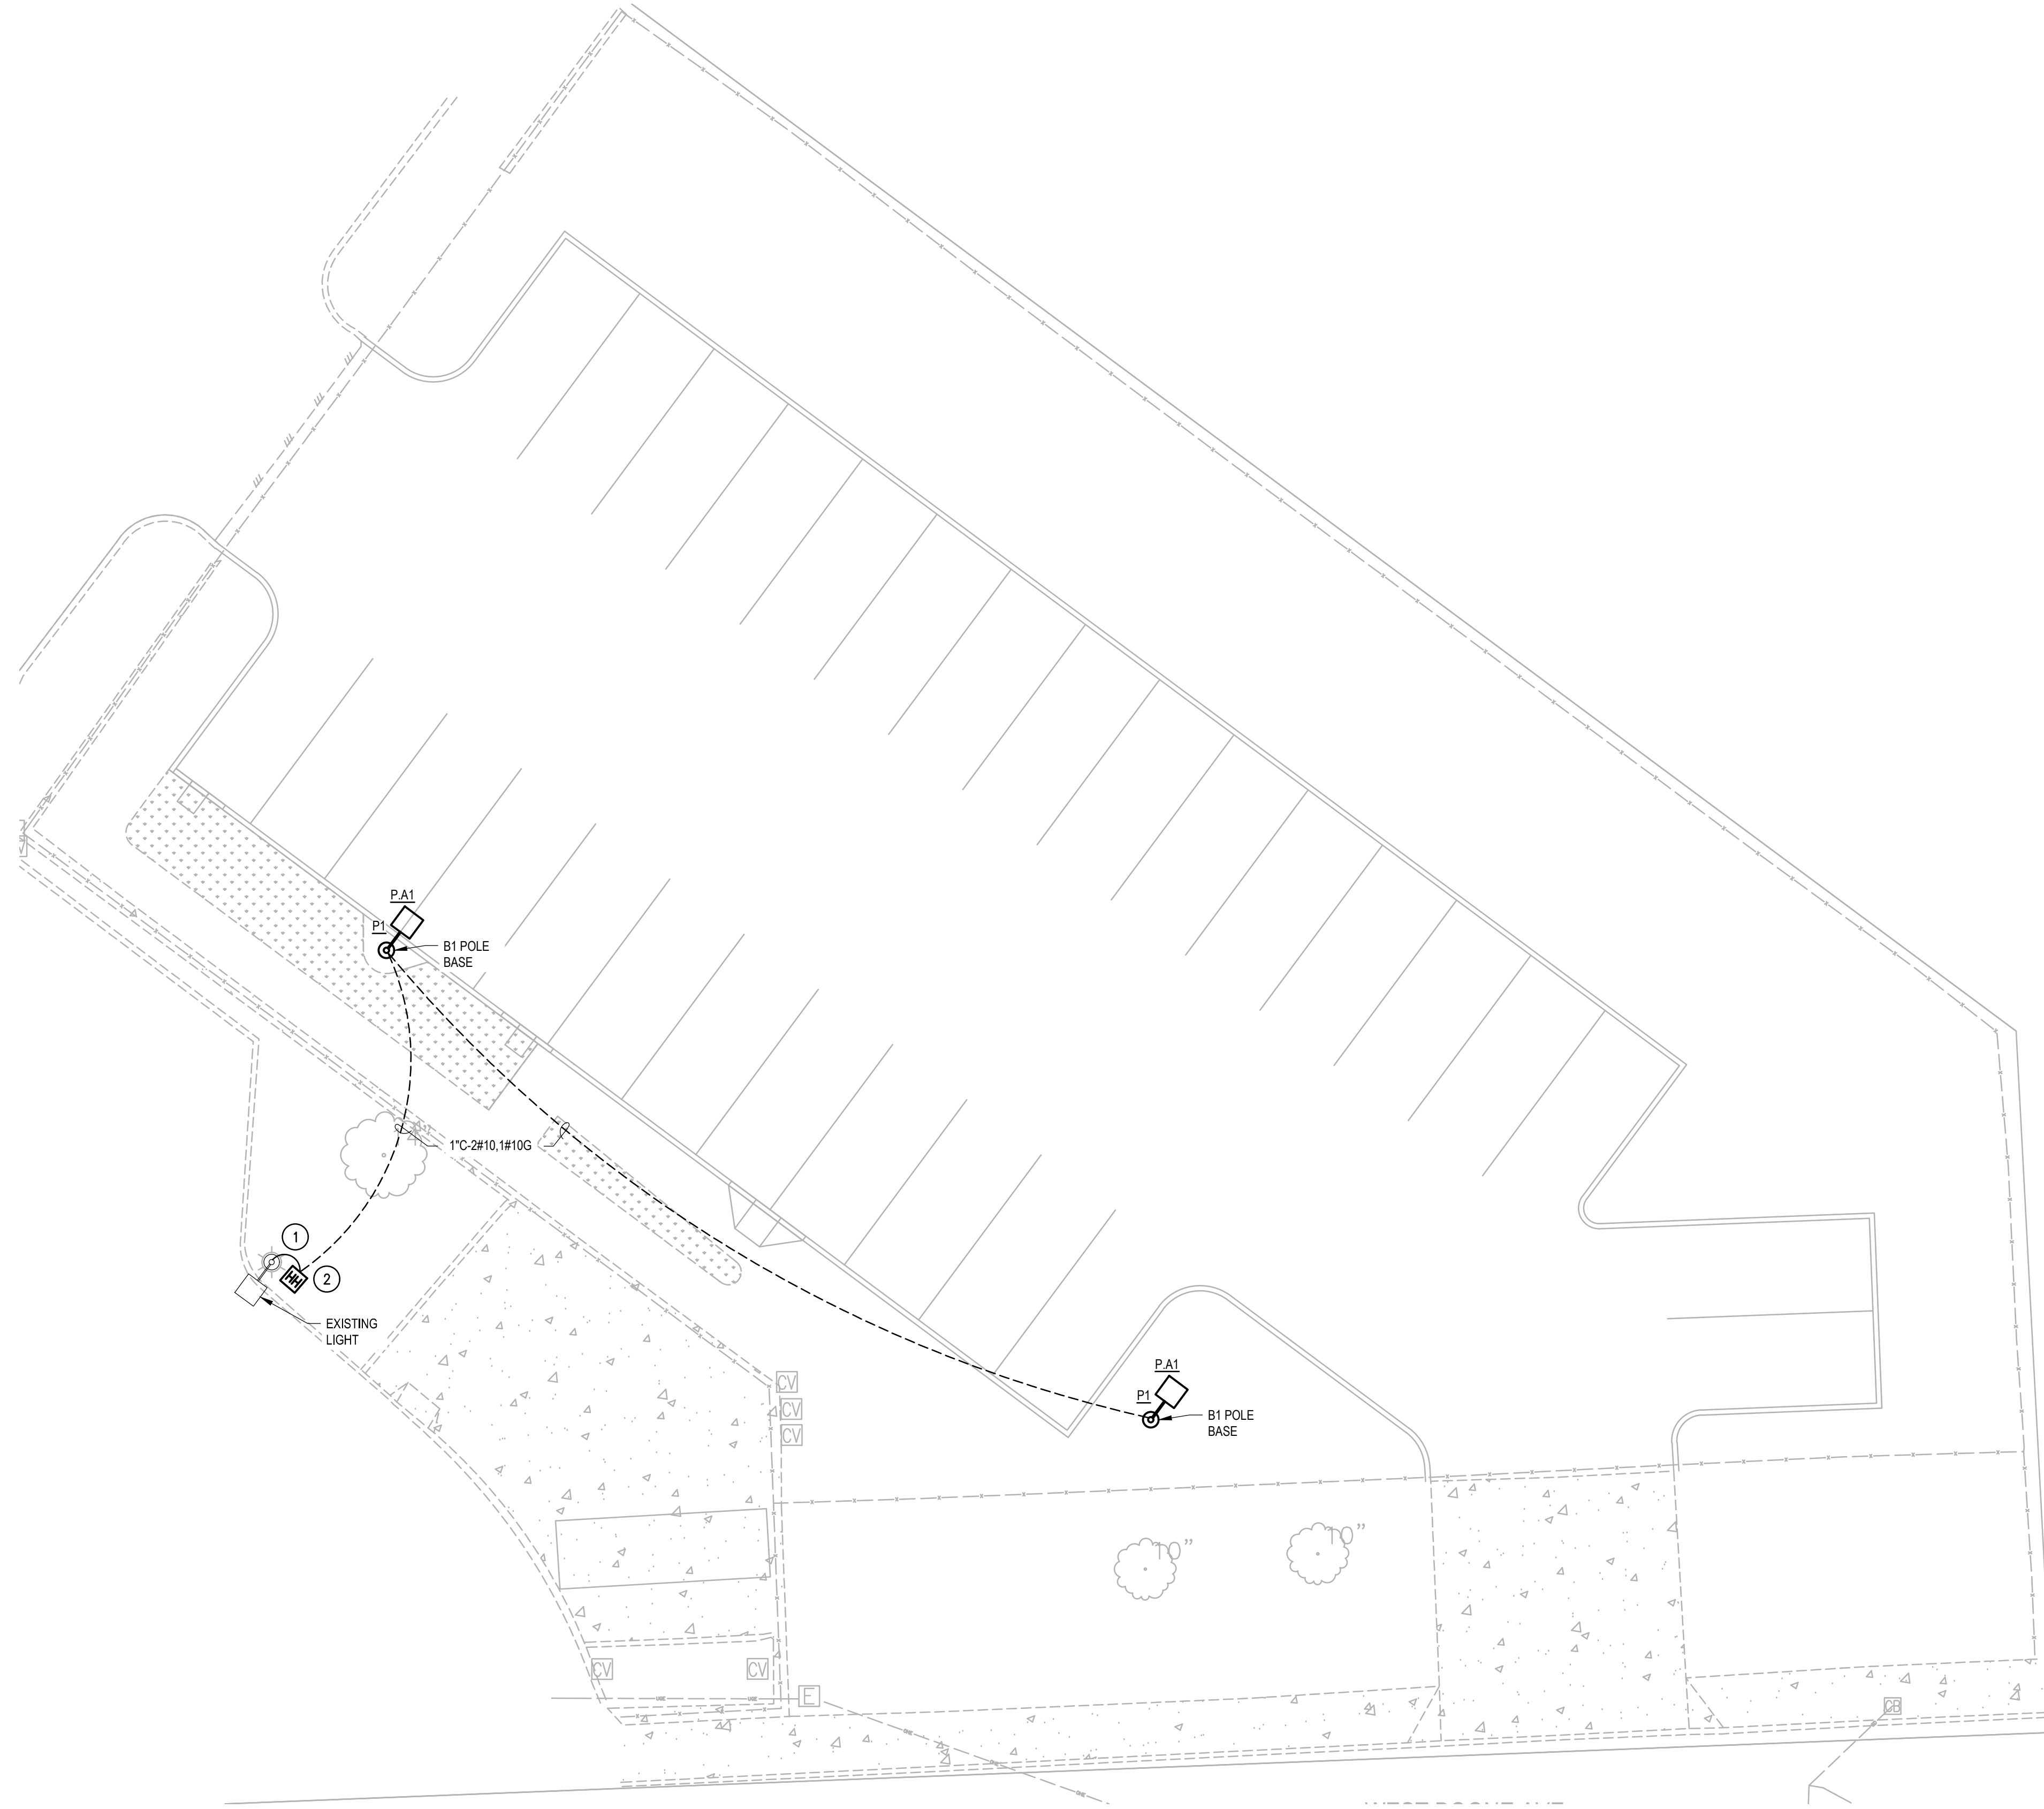 P.A1
P1
B1 POLE
BASE
1"C-2#10,1#10G
1
HH
2
EXISTING
LIGHT
P.A1
P1
B1 POLE
BASE
CV
CV
CV
10"
10"
CV
CV
E
CB